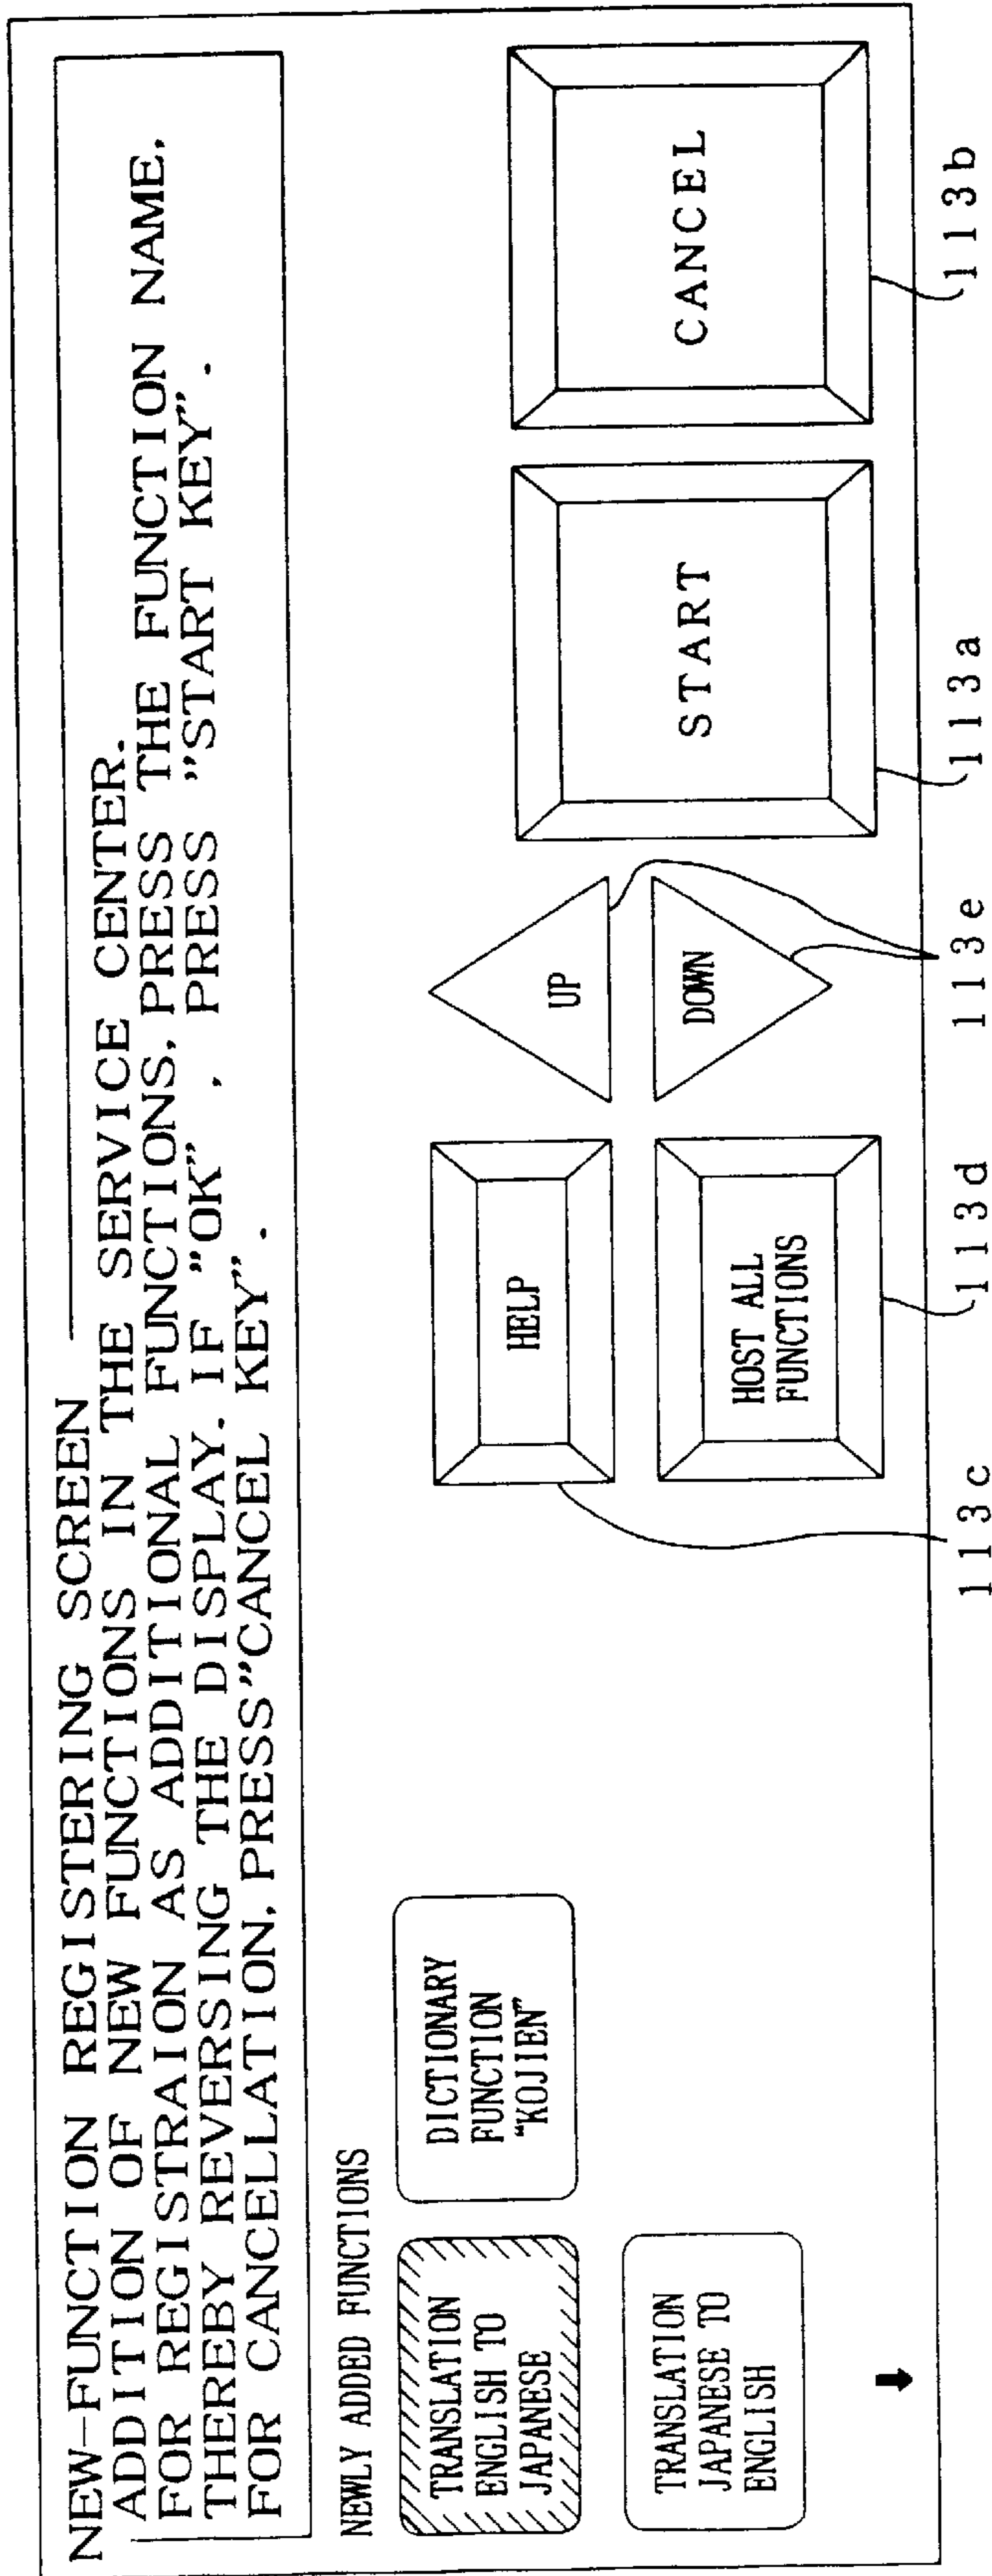 NEW-FUNCTION REGISTERING SCREEN
ADDITION OF NEW FUNCTIONS IN THE SERVICE CENTER.
FOR REGISTRAION AS ADDITIONAL FUNCTIONS, PRESS THE FUNCTION NAME,
THEREBY REVERSING THE DISPLAY. IF "OK", PRESS "START KEY".
FOR CANCELLATION, PRESS "CANCEL KEY".
NEWLY ADDED FUNCTIONS
TRANSLATION
ENGLISH TO
JAPANESE
DICTIONARY
FUNCTION
"KOJIEN"
TRANSLATION
JAPANESE TO
ENGLISH
HELP
HOST ALL
FUNCTIONS
UP
DOWN
START
CANCEL
113c
113d
113e
113a
113b